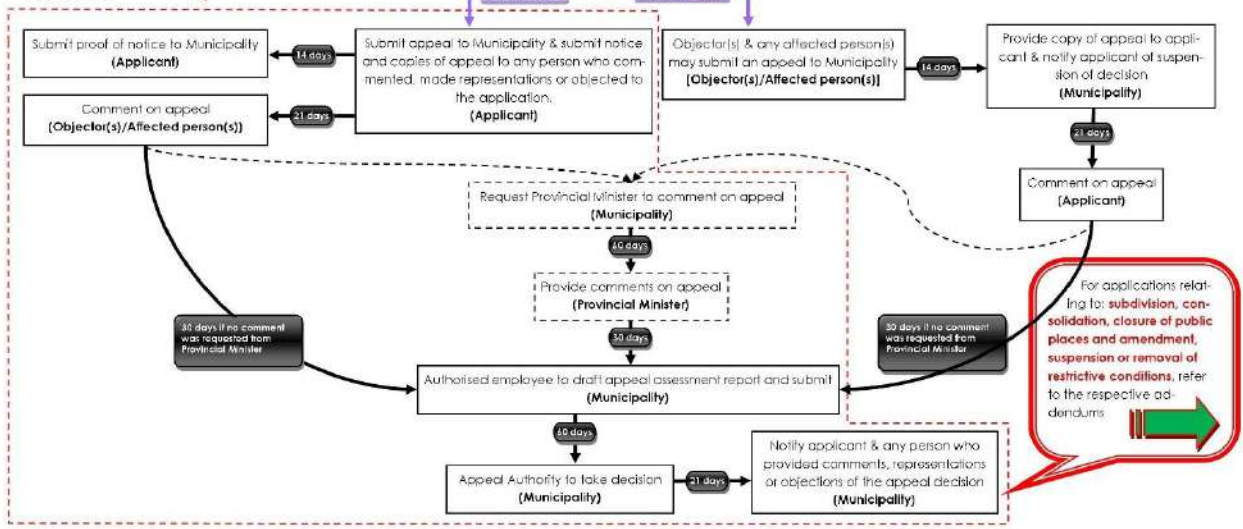 Submit proof of notice to Municipality
(Applicant)
14 days
Submit appeal to Municipality & submit notice
and copies of appeal to any person who com-
mented, made representations or objected to
the application.
(Applicant)
Comment on appeal
(Objector(s)/Affected person(s))
21 days
Objector(s) & any affected person(s)
may submit an appeal to Municipality
(Objector(s)/Affected person(s)]
14 days
Provide copy of appeal to appli-
cant & notify applicant of suspen-
sion of decision
(Municipality)
21 days
Comment on appeal
(Applicant)
Request Provincial Minister to comment on appeal
(Municipality)
60 days
Provide comments on appeal
(Provincial Minister)
30 days
30 days if no comment
was requested from
Provincial Minister
30 days if no comment
was requested from
Provincial Minister
Authorised employee to draft appeal assessment report and submit
(Municipality)
60 days
Appeal Authority to take decision
(Municipality)
21 days
Notify applicant & any person who
provided comments, representations
or objections of the appeal decision
(Municipality)
For applications relat-
ing to: subdivision, con-
solidation, closure of public
places and amendment,
suspension or removal of
restrictive conditions, refer
to the respective ad-
dendums